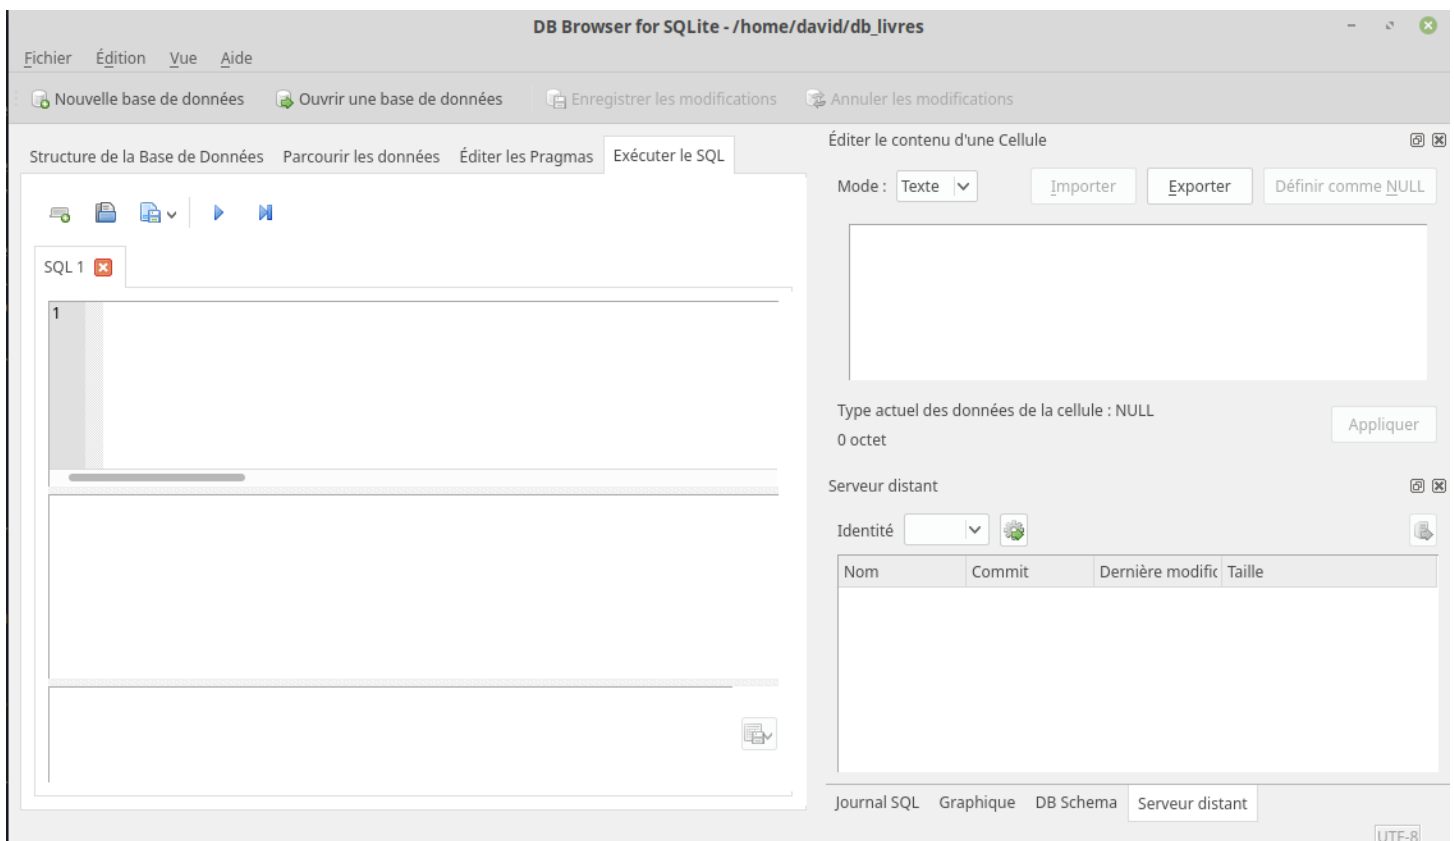 DB Browser for SQLite - /home/david/db_livres
Fichier Édition Vue Aide
Nouvelle base de données Ouvrir une base de données Enregistrer les modifications Annuler les modifications
Structure de la Base de Données Parcourir les données Éditer les Pragmas Exécuter le SQL
SQL 1
1
Éditer le contenu d'une Cellule
Mode : Texte Importer Exporter Définir comme NULL
Type actuel des données de la cellule : NULL
0 octet
Appliquer
Serveur distant
Identité
Nom Commit Dernière modific Taille
Journal SQL Graphique DB Schema Serveur distant
UTF-8